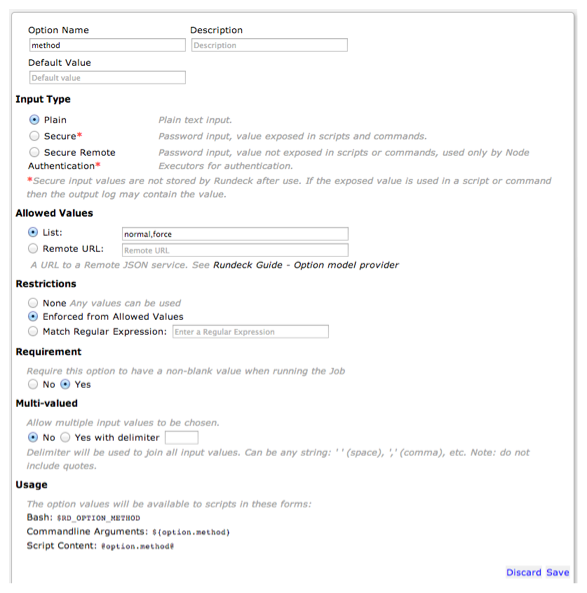 Option Name Description
method Description
Default Value
Default value
Input Type
Plain Plain text input.
Secure* Password input, value exposed in scripts and commands.
Secure Remote Password input, value not exposed in scripts or commands, used only by Node
Authentication* Executors for authentication.
*Secure input values are not stored by Rundeck after use. If the exposed value is used in a script or command
then the output log may contain the value.
Allowed Values
List: normal,force
Remote URL: Remote URL
A URL to a Remote JSON service. See Rundeck Guide - Option model provider
Restrictions
None Any values can be used
Enforced from Allowed Values
Match Regular Expression: Enter a Regular Expression
Requirement
Require this option to have a non-blank value when running the Job
No Yes
Multi-valued
Allow multiple input values to be chosen.
No Yes with delimiter
Delimiter will be used to join all input values. Can be any string: ' ' (space), ',' (comma), etc. Note: do not
include quotes.
Usage
The option values will be available to scripts in these forms:
Bash: $RD_OPTION_METHOD
Commandline Arguments: ${option.method}
Script Content: @option.method@
Discard Save